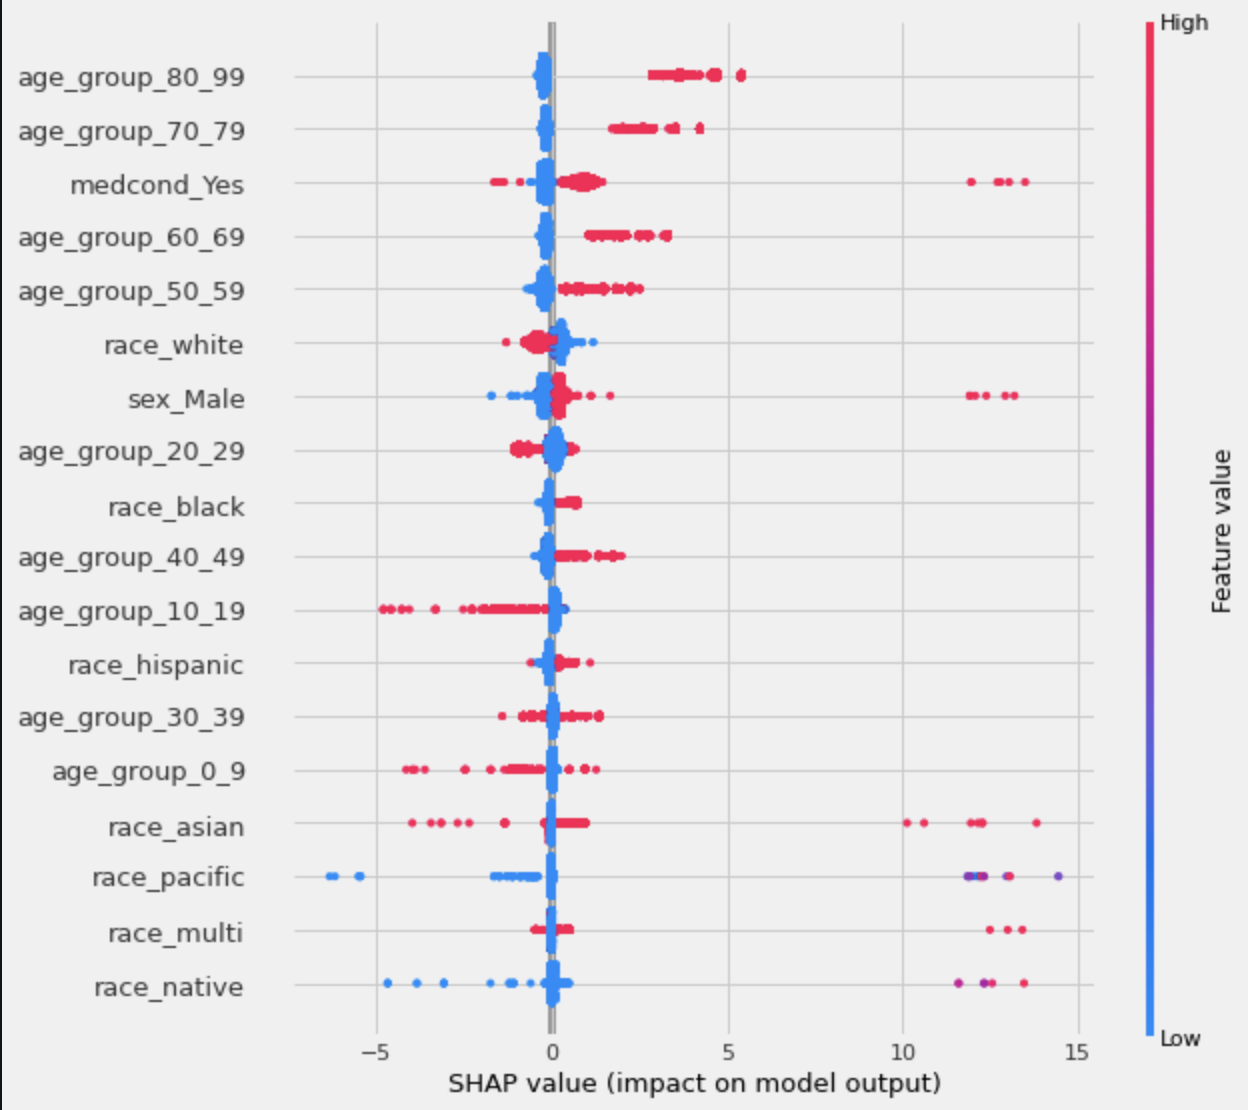 High
age_group_80_99
age_group_70_79
medcond_Yes
age_group_60_69
age_group_50_59
race_white
sex_Male
age_group_20_29
race_black
age_group_40_49
age_group_10_19
race_hispanic
age_group_30_39
age_group_0_9
race_asian
race_pacific
race_multi
race_native
Feature value
Low
−5 0 5 10 15
SHAP value (impact on model output)